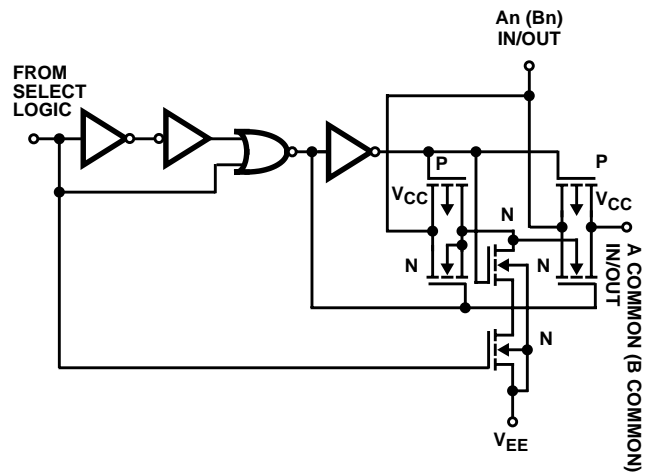 An (Bn)
IN/OUT
FROM
SELECT
LOGIC
P
P
VCC
VCC
N
N
N
N
VEE
A COMMON (B COMMON)
IN/OUT